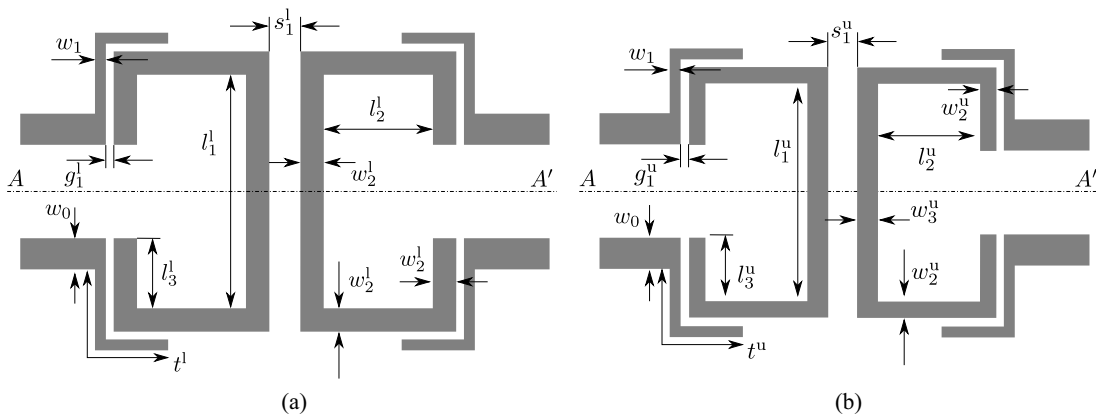 s₁ˡ
w₁
l₁ˡ
l₂ˡ
g₁ˡ
w₂ˡ
A
A′
w₀
l₃ˡ
w₂ˡ
w₂ˡ
tˡ
(a)
s₁ᵘ
w₁
w₂ᵘ
l₁ᵘ
l₂ᵘ
g₁ᵘ
A
A′
w₀
w₃ᵘ
l₃ᵘ
w₂ᵘ
tᵘ
(b)